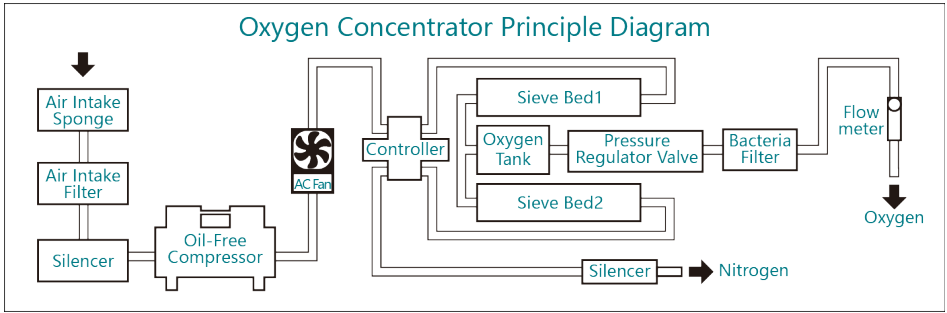 Oxygen Concentrator Principle Diagram
Air Intake
Sponge
Air Intake
Filter
Silencer
Oil-Free
Compressor
AC Fan
Controller
Sieve Bed1
Oxygen
Tank
Pressure
Regulator Valve
Bacteria
Filter
Flow
meter
Oxygen
Sieve Bed2
Silencer
Nitrogen